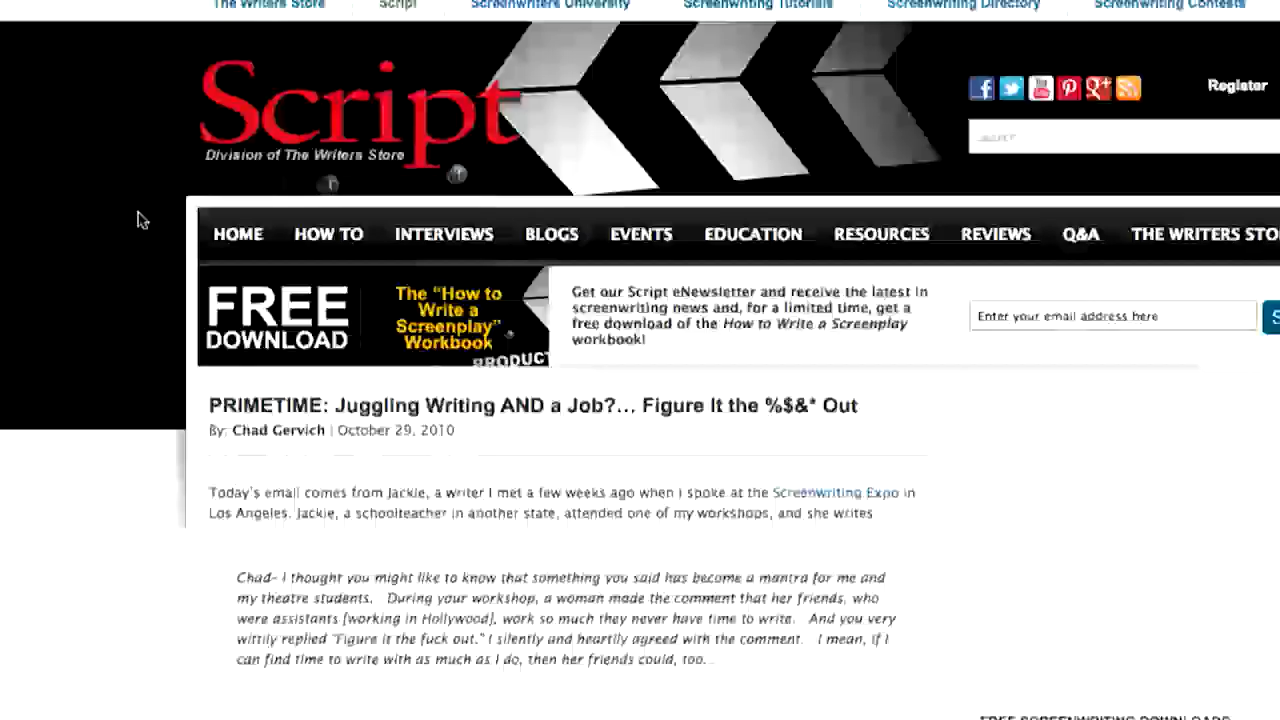 The Writers Store Script Screenwriters University Screenwriting Tutorials Screenwriting Directory Screenwriting Contests
Script
Division of The Writers Store
Register
HOME HOW TO INTERVIEWS BLOGS EVENTS EDUCATION RESOURCES REVIEWS Q&A THE WRITERS STO
FREE
DOWNLOAD
The "How to
Write a
Screenplay"
Workbook
PRODUCT
Get our Script eNewsletter and receive the latest in
screenwriting news and, for a limited time, get a
free download of the How to Write a Screenplay
workbook!
Enter your email address here
S
PRIMETIME: Juggling Writing AND a Job?... Figure It the %$&* Out
By: Chad Gervich | October 29, 2010
Today's email comes from Jackie, a writer I met a few weeks ago when I spoke at the Screenwriting Expo in
Los Angeles. Jackie, a schoolteacher in another state, attended one of my workshops, and she writes
Chad- I thought you might like to know that something you said has become a mantra for me and
my theatre students. During your workshop, a woman made the comment that her friends, who
were assistants [working in Hollywood], work so much they never have time to write. And you very
wittily replied "Figure it the fuck out." I silently and heartily agreed with the comment. I mean, if I
can find time to write with as much as I do, then her friends could, too...
FREE SCREENWRITING DOWNLOADS